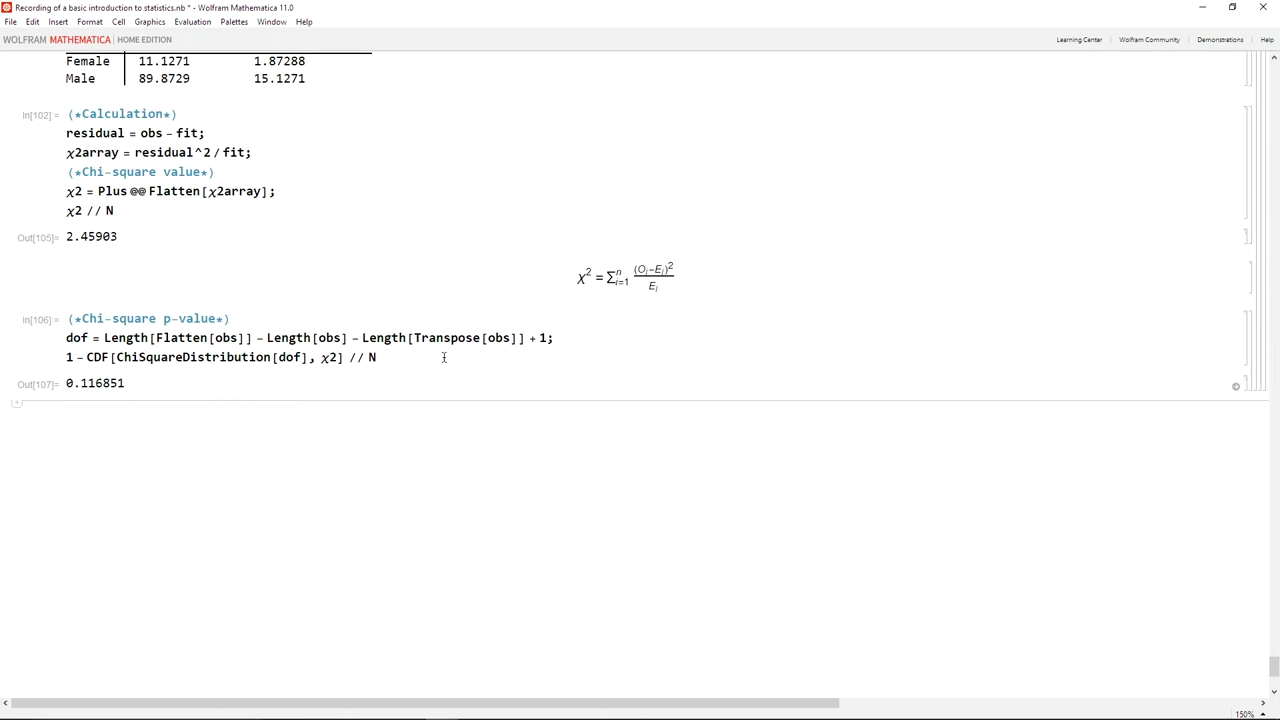 Recording of a basic introduction to statistics.nb * - Wolfram Mathematica 11.0
File Edit Insert Format Cell Graphics Evaluation Palettes Window Help
WOLFRAM MATHEMATICA | HOME EDITION Learning Center Wolfram Community Demonstrations Help
Female 11.1271 1.87288
Male 89.8729 15.1271
In[102]:= (*Calculation*)
residual = obs - fit;
χ2array = residual^2/fit;
(*Chi-square value*)
χ2 = Plus@@Flatten[χ2array];
χ2 // N
Out[105]= 2.45903
χ² = Σⁿᵢ₌₁ (Oᵢ−Eᵢ)²/Eᵢ
In[106]:= (*Chi-square p-value*)
dof = Length[Flatten[obs]] - Length[obs] - Length[Transpose[obs]] + 1;
1 - CDF[ChiSquareDistribution[dof], χ2] // N
Out[107]= 0.116851
150%